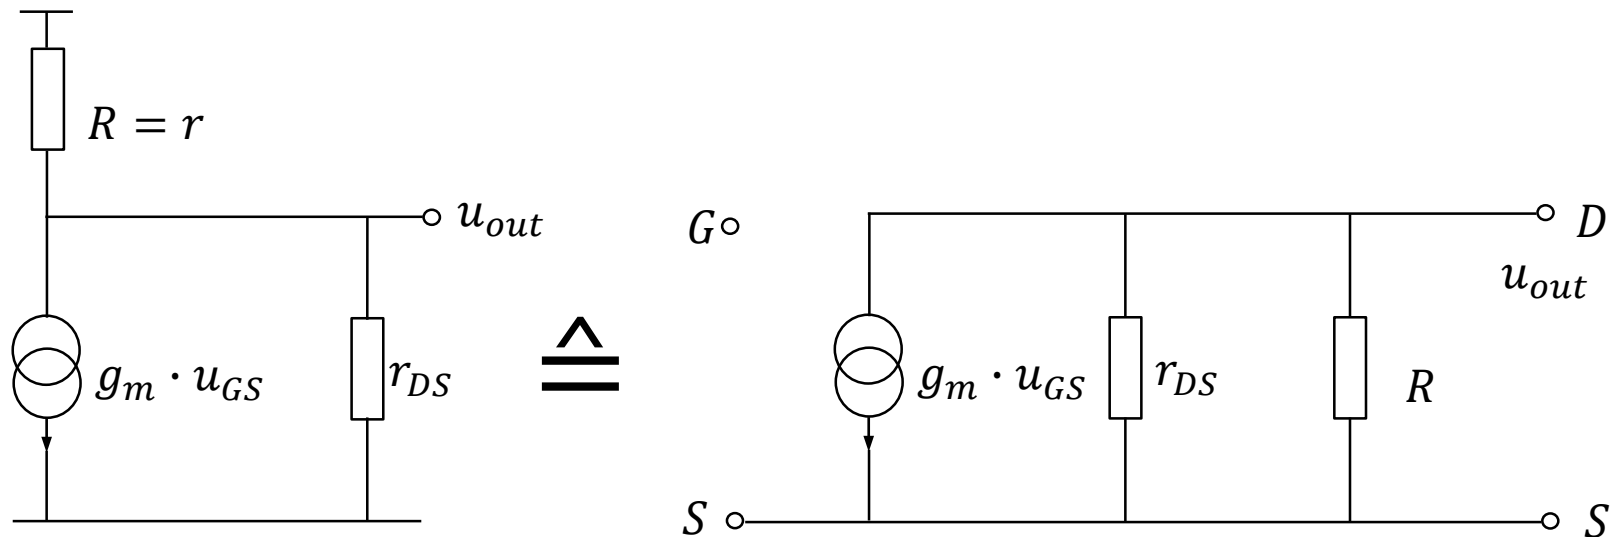 R = r
u_out
g_m · u_GS
r_DS
≙
G
D
u_out
g_m · u_GS
r_DS
R
S
S